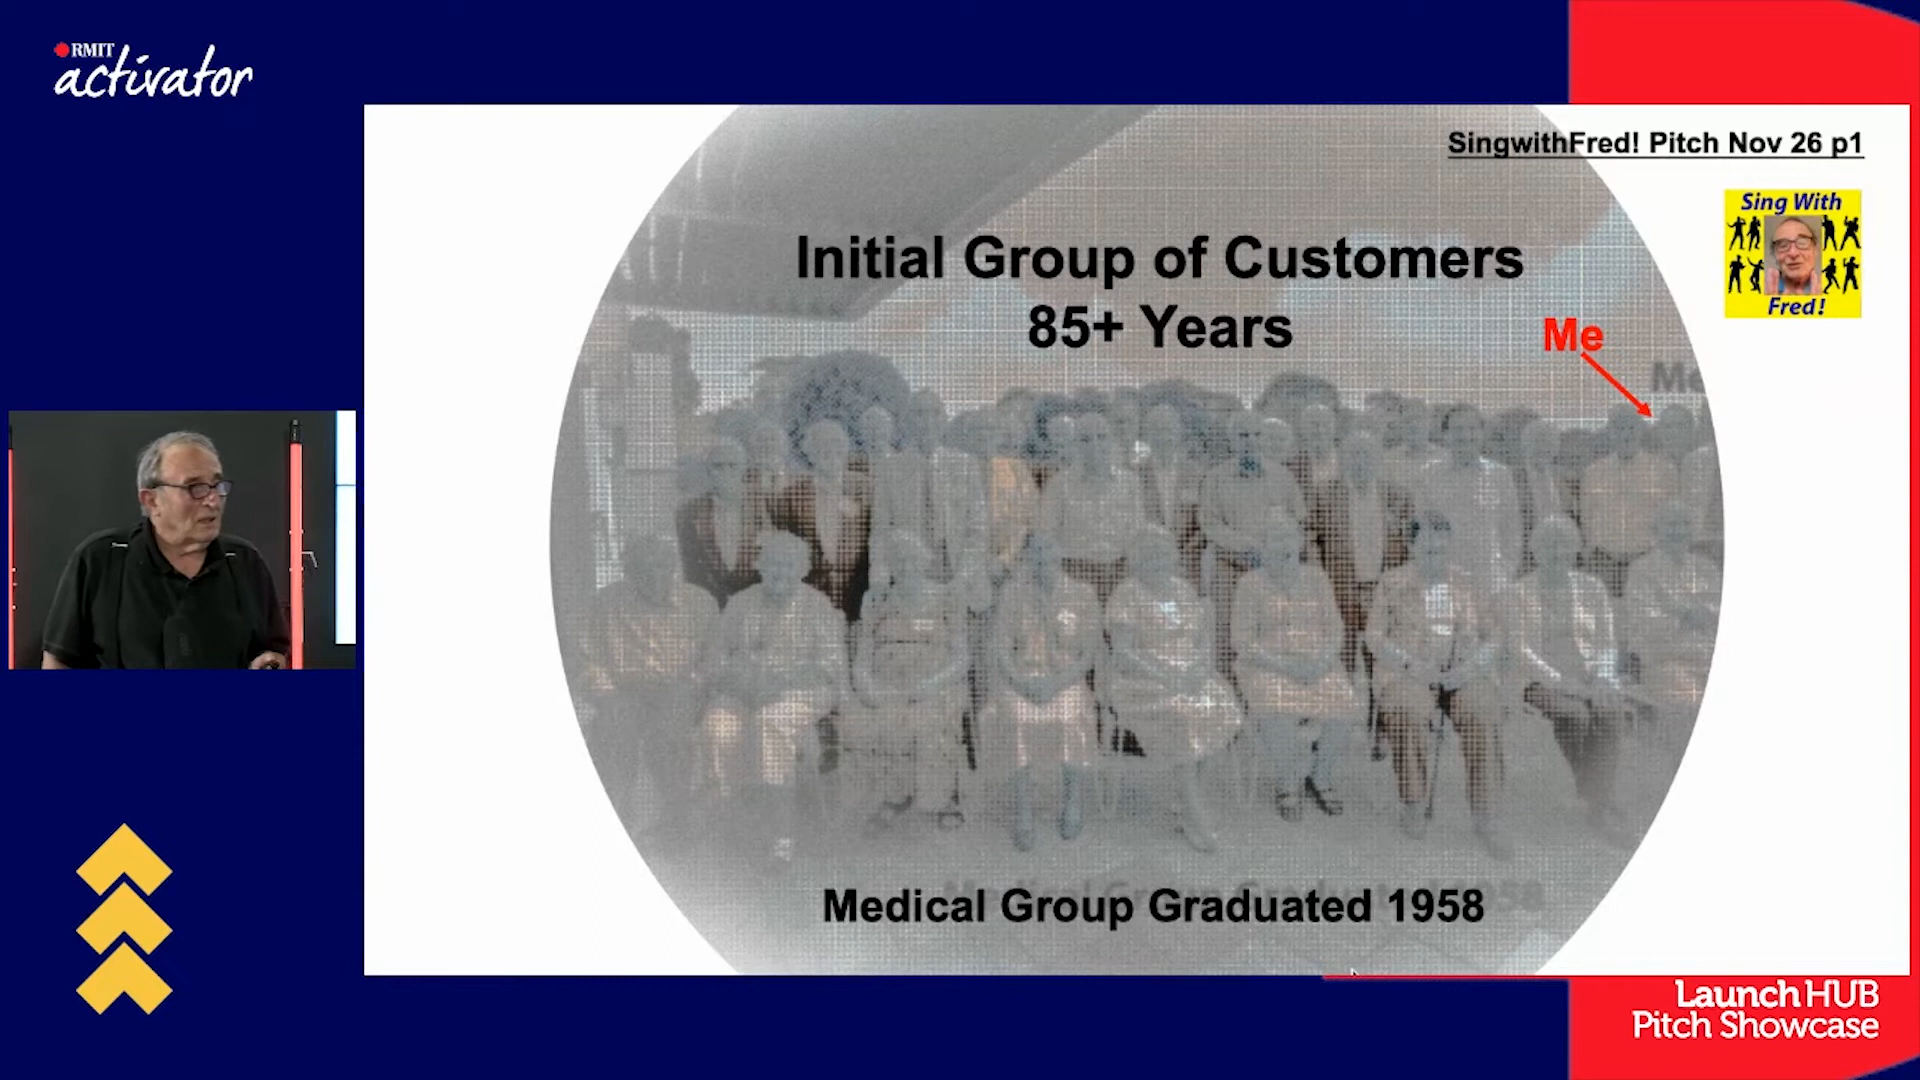 RMIT
activator
SingwithFred! Pitch Nov 26 p1
Sing With
Fred!
Initial Group of Customers
85+ Years
Me
Me
Medical Group Graduated 1958
Launch HUB
Pitch Showcase